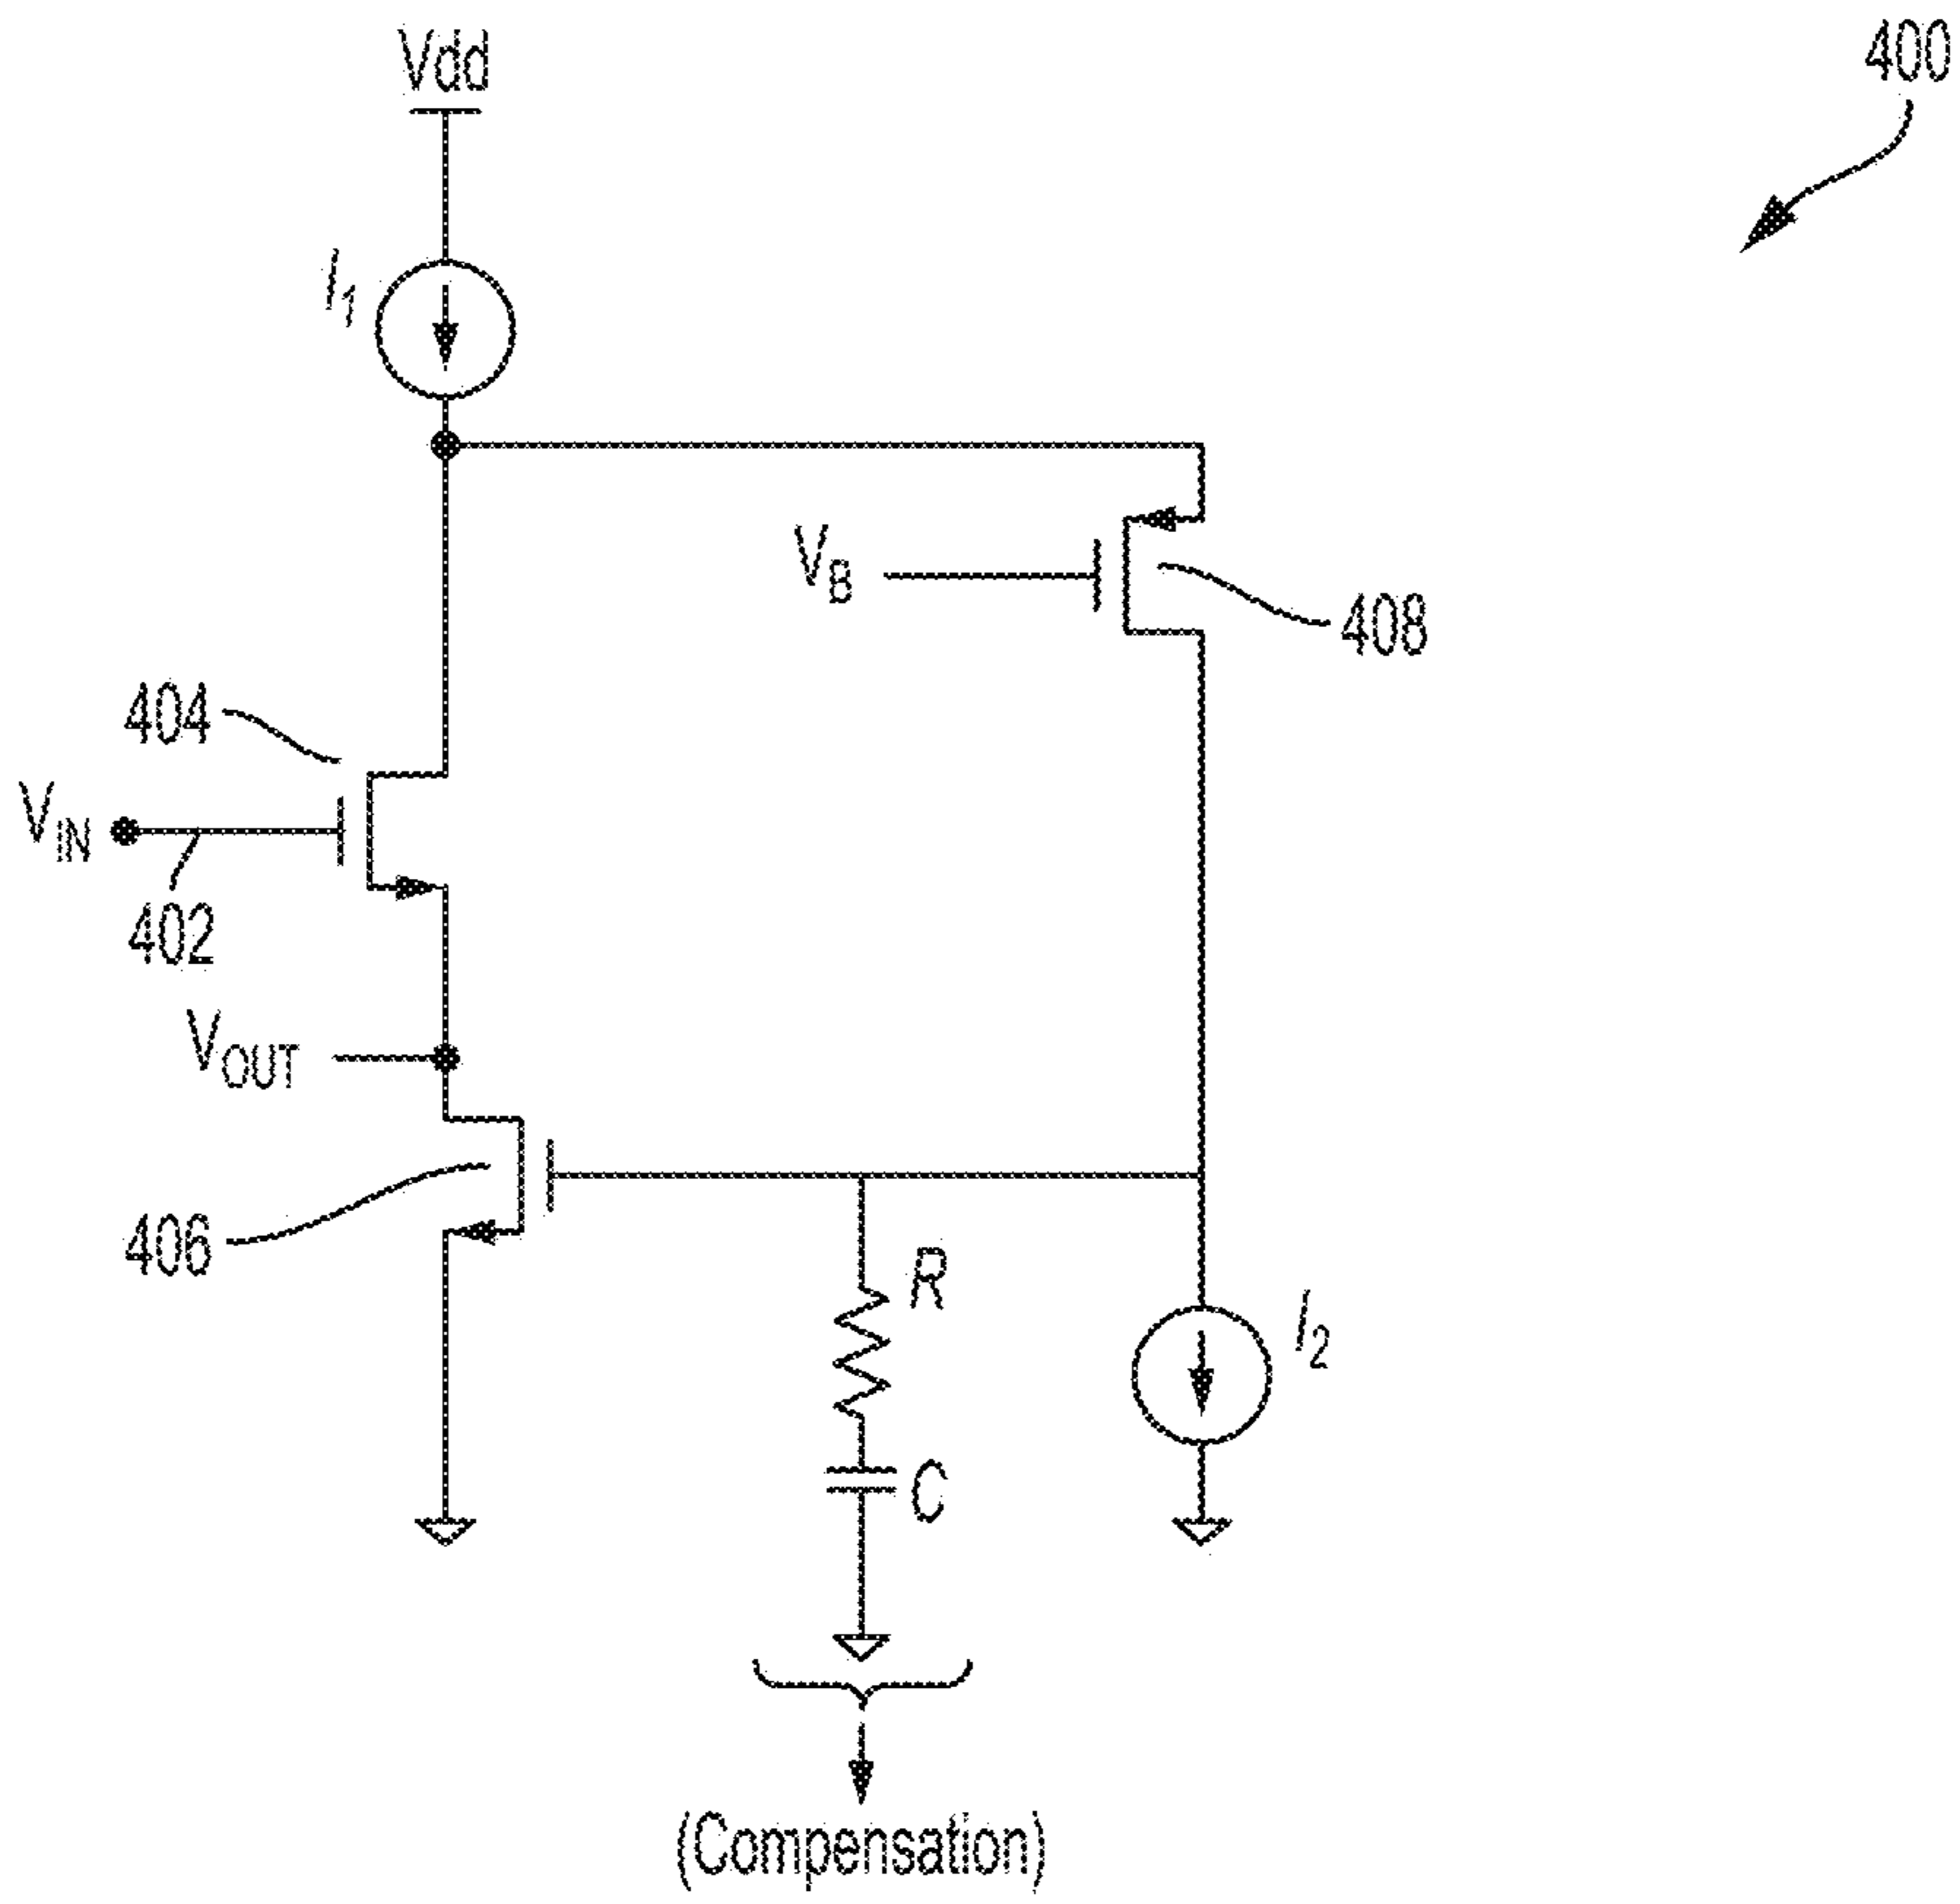 Vdd
400
I1
VB
408
404
VIN
402
VOUT
406
R
I2
C
(Compensation)